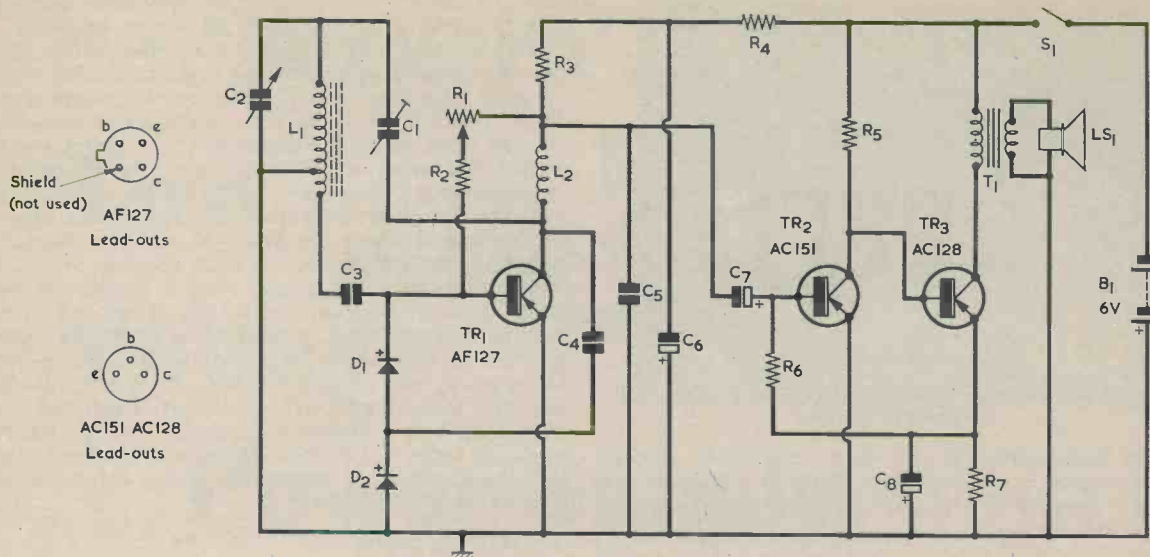 b
e
c
Shield
(not used)
AF127
Lead-outs
b
e
c
AC151 AC128
Lead-outs
C2
L1
C1
R1
R2
R3
L2
C3
TR1
AF127
D1
D2
C4
C5
C6
+
R4
C7
+
R5
TR2
AC151
R6
TR3
AC128
C8
+
R7
T1
S1
LS1
B1
6V
+
+
+